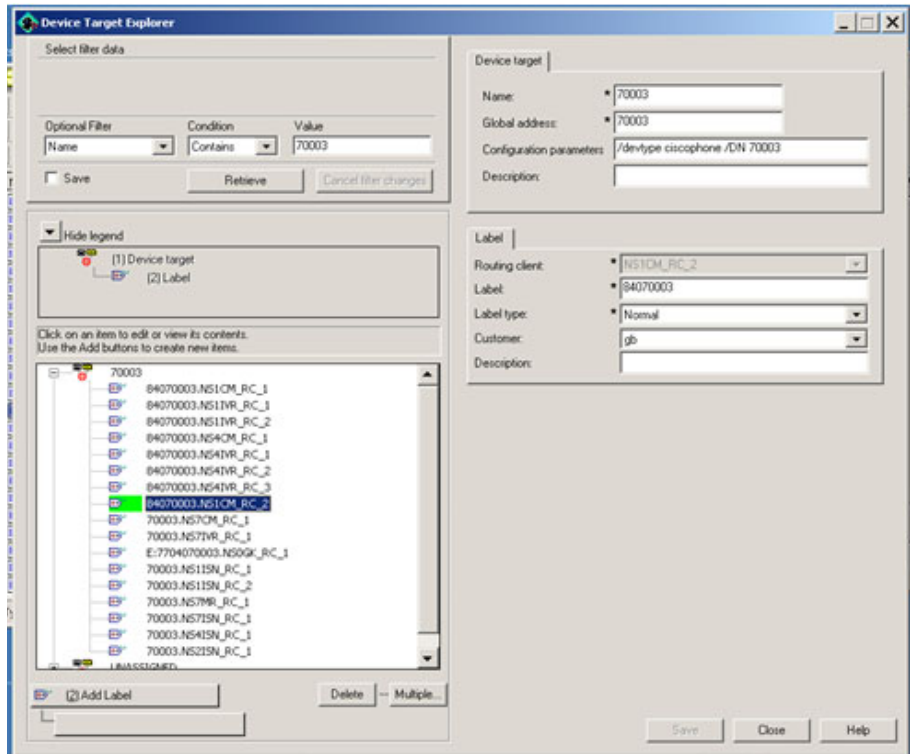 Device Target Explorer
Select filter data
Optional Filter Condition Value
Name Contains 70003
Save Retrieve Cancel filter changes
Hide legend
(1) Device target
(2) Label
Click on an item to edit or view its contents.
Use the Add buttons to create new items.
70003
84070003.NS1CM_RC_1
84070003.NS1IVR_RC_1
84070003.NS1IVR_RC_2
84070003.NS4CM_RC_1
84070003.NS4IVR_RC_1
84070003.NS4IVR_RC_2
84070003.NS4IVR_RC_3
84070003.NS1CM_RC_2
70003.NS7CM_RC_1
70003.NS7IVR_RC_1
E:7704070003.NS0GK_RC_1
70003.NS1ISN_RC_1
70003.NS1ISN_RC_2
70003.NS7MR_RC_1
70003.NS7ISN_RC_1
70003.NS4ISN_RC_1
70003.NS2ISN_RC_1
UNASSIGNED
(2) Add Label Delete Multiple...
Device target
Name: * 70003
Global address: * 70003
Configuration parameters /devtype ciscophone /DN 70003
Description:
Label
Routing client: * NS1CM_RC_2
Label: * 84070003
Label type: * Normal
Customer: gb
Description:
Save Close Help